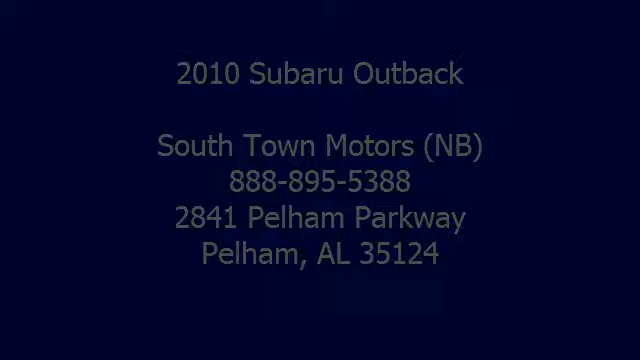 2010 Subaru Outback
South Town Motors (NB)
888-895-5388
2841 Pelham Parkway
Pelham, AL 35124